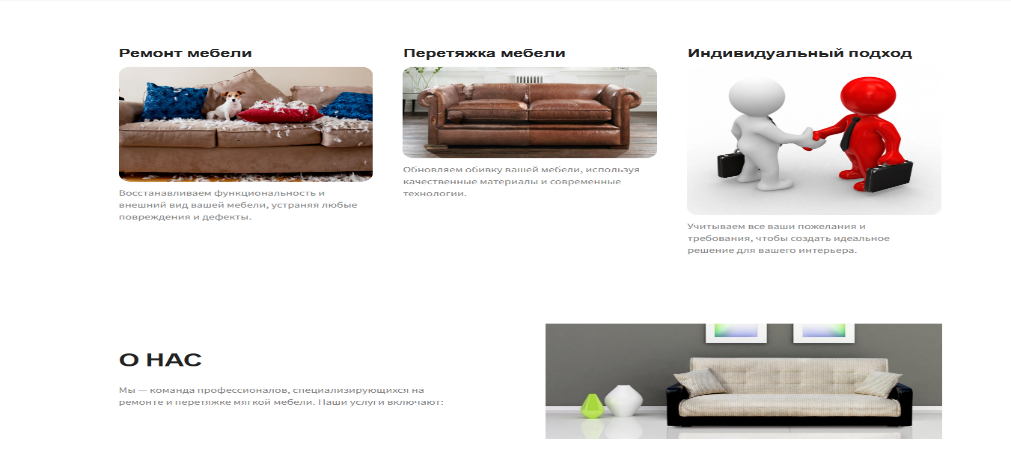 Ремонт мебели
Перетяжка мебели
Индивидуальный подход
Восстанавливаем функциональность и
внешний вид вашей мебели, устраняя любые
повреждения и дефекты.
Обновляем обивку вашей мебели, используя
качественные материалы и современные
технологии.
Учитываем все ваши пожелания и
требования, чтобы создать идеальное
решение для вашего интерьера.
О НАС
Мы — команда профессионалов, специализирующихся на
ремонте и перетяжке мягкой мебели. Наши услуги включают: